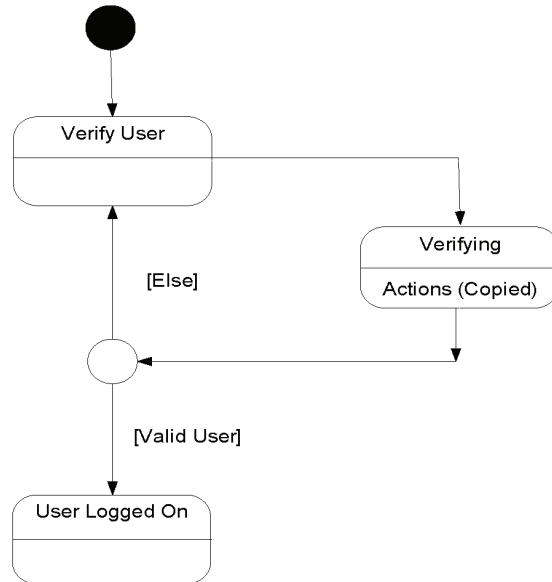 Verify User
Verifying
Actions (Copied)
[Else]
[Valid User]
User Logged On